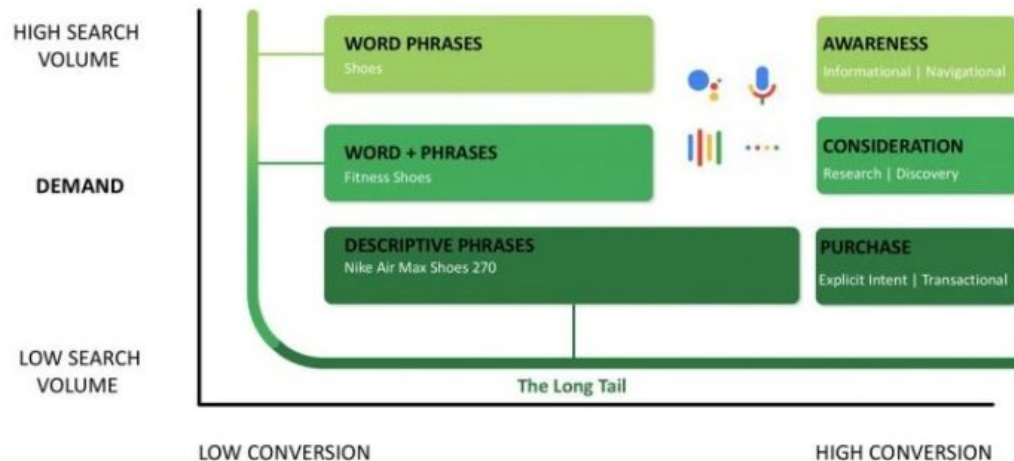 HIGH SEARCH
VOLUME
WORD PHRASES
Shoes
AWARENESS
Informational | Navigational
DEMAND
WORD + PHRASES
Fitness Shoes
CONSIDERATION
Research | Discovery
DESCRIPTIVE PHRASES
Nike Air Max Shoes 270
PURCHASE
Explicit Intent | Transactional
LOW SEARCH
VOLUME
The Long Tail
LOW CONVERSION
HIGH CONVERSION